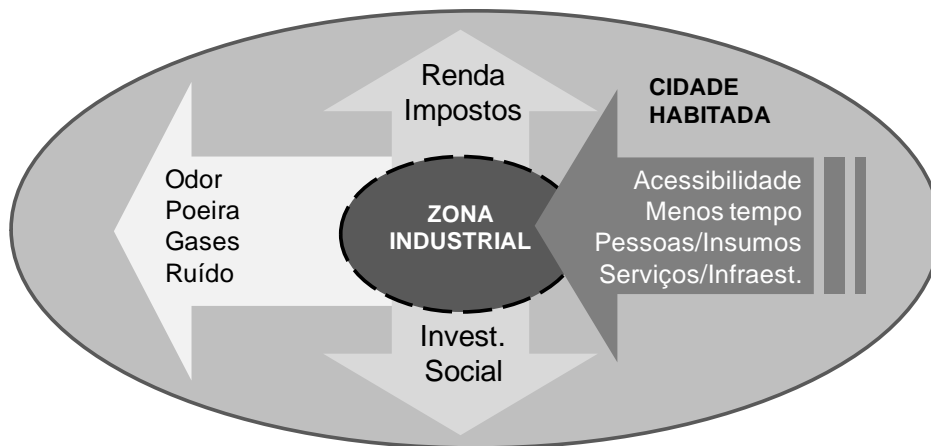 Renda
Impostos
CIDADE
HABITADA
Odor
Poeira
Gases
Ruído
ZONA
INDUSTRIAL
Acessibilidade
Menos tempo
Pessoas/Insumos
Serviços/Infraest.
Invest.
Social